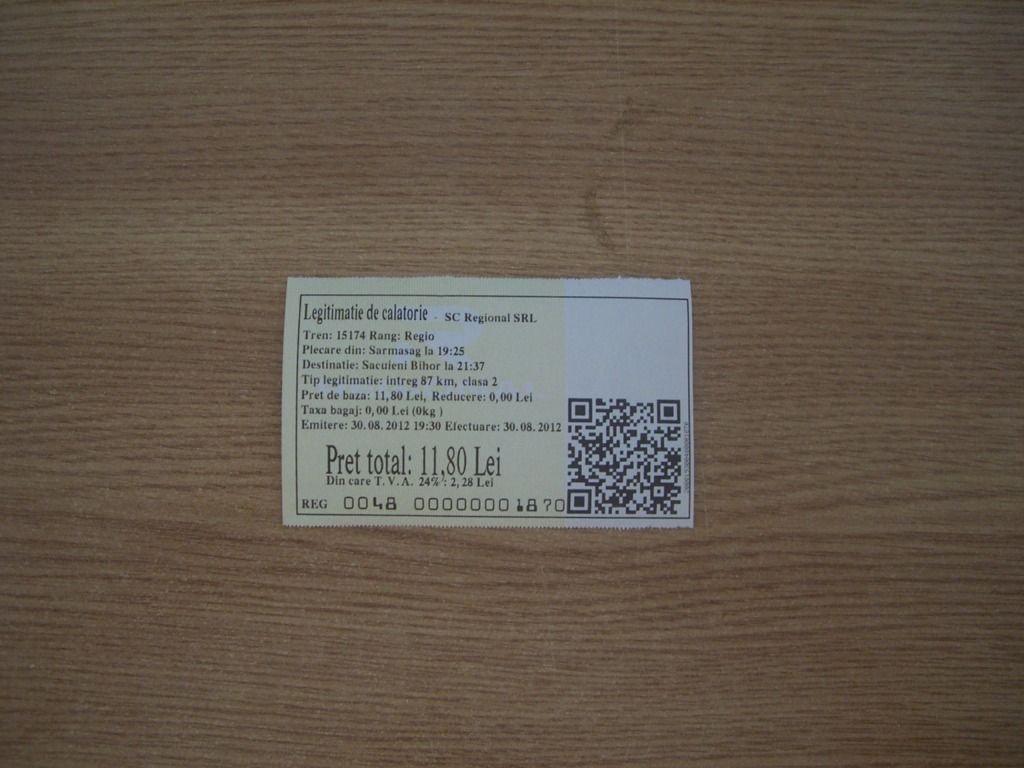 Legitimatie de calatorie - SC Regional SRL
Tren: 15174 Rang: Regio
Plecare din: Sarmasag la 19:25
Destinatie: Sacuieni Bihor la 21:37
Tip legitimatie: intreg 87 km, clasa 2
Pret de baza: 11,80 Lei, Reducere: 0,00 Lei
Taxa bagaj: 0,00 Lei (0kg )
Emitere: 30.08.2012 19:30 Efectuare: 30.08.2012
Pret total: 11,80 Lei
Din care T.V.A. 24%: 2,28 Lei
REG 0048 00000001870